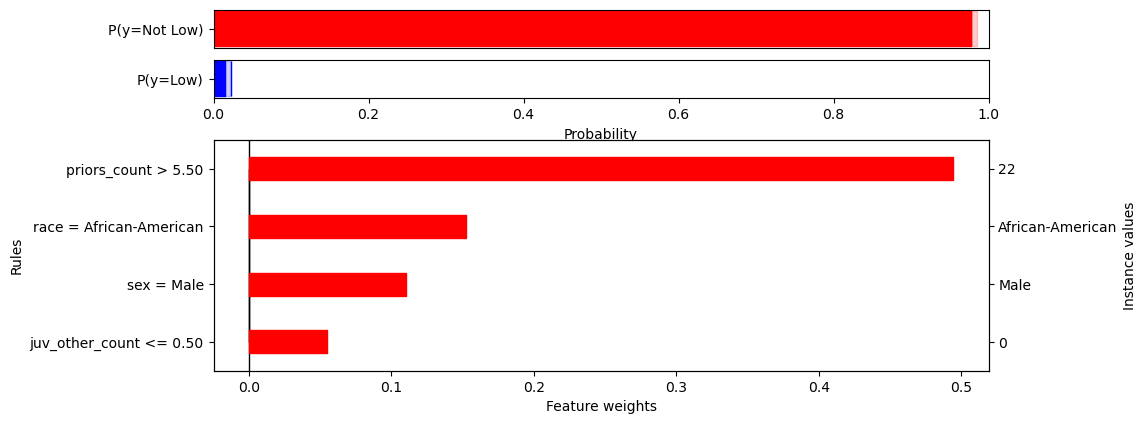 P(y=Not Low)
P(y=Low)
0.0 0.2 0.4 0.6 0.8 1.0
Probability
priors_count > 5.50 22
race = African-American African-American
sex = Male Male
juv_other_count <= 0.50 0
Rules
Instance values
0.0 0.1 0.2 0.3 0.4 0.5
Feature weights